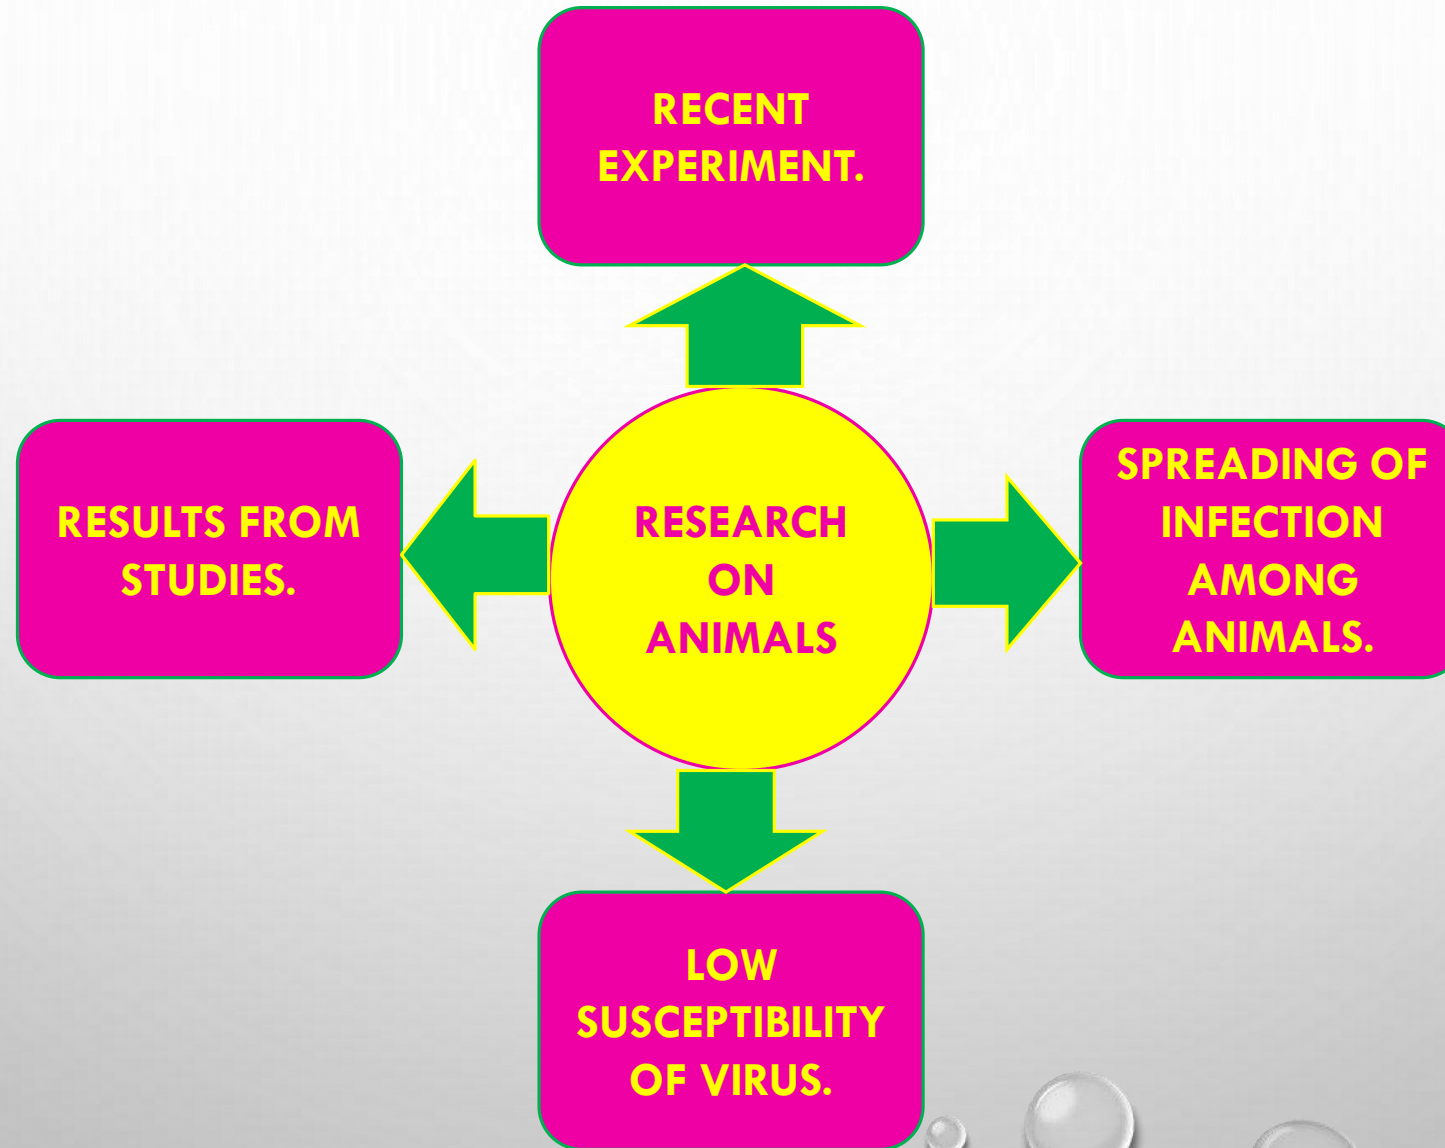 RECENT
EXPERIMENT.
RESULTS FROM
STUDIES.
RESEARCH
ON
ANIMALS
SPREADING OF
INFECTION
AMONG
ANIMALS.
LOW
SUSCEPTIBILITY
OF VIRUS.